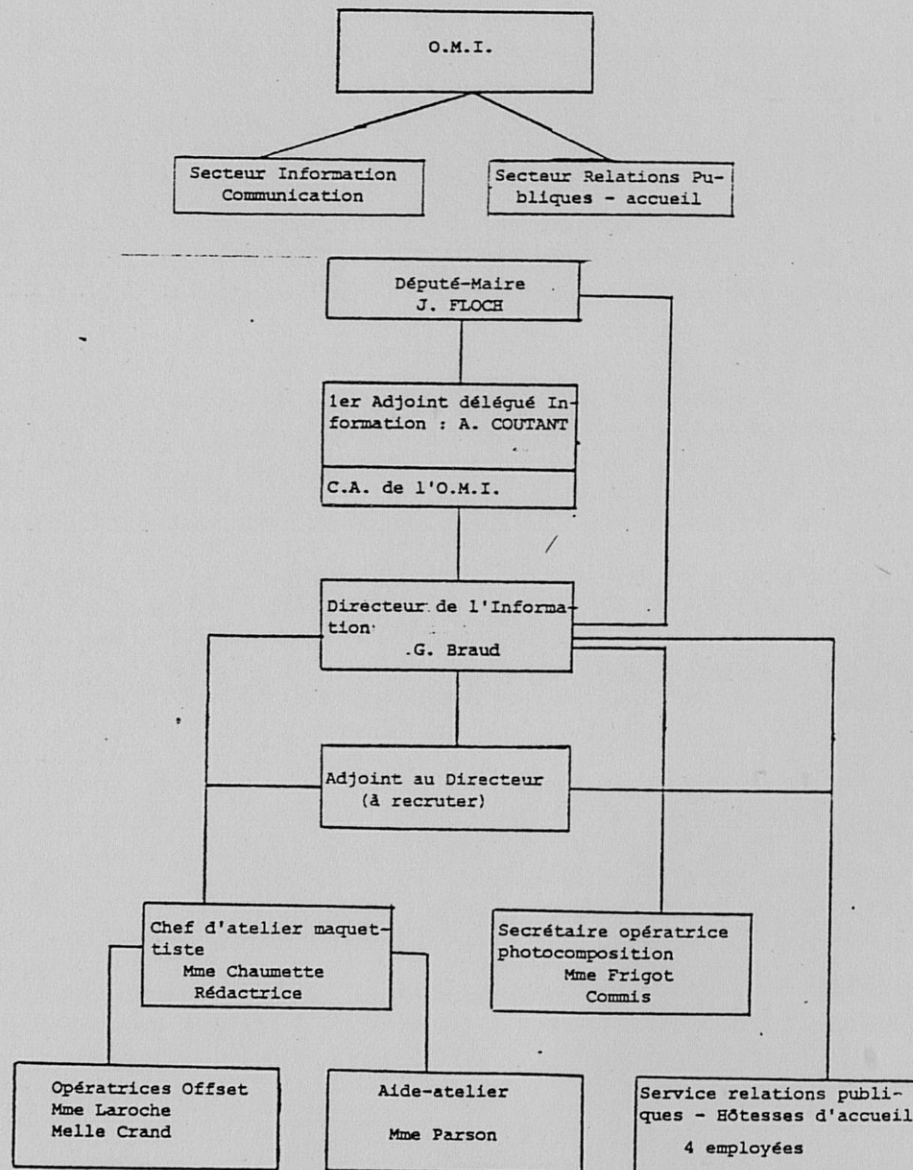 O.M.I.
Secteur Information
Communication
Secteur Relations Pu-
bliques - accueil
Député-Maire
J. FLOCH
1er Adjoint délégué In-
formation : A. COUTANT
C.A. de l'O.M.I.
Directeur de l'Informa-
tion
G. Braud
Adjoint au Directeur
(à recruter)
Chef d'atelier maquet-
tiste
Mme Chaumette
Rédactrice
Secrétaire opératrice
photocomposition
Mme Frigot
Commis
Opératrices Offset
Mme Laroche
Melle Crand
Aide-atelier
Mme Parson
Service relations publi-
ques - Hôtesses d'accueil
4 employées